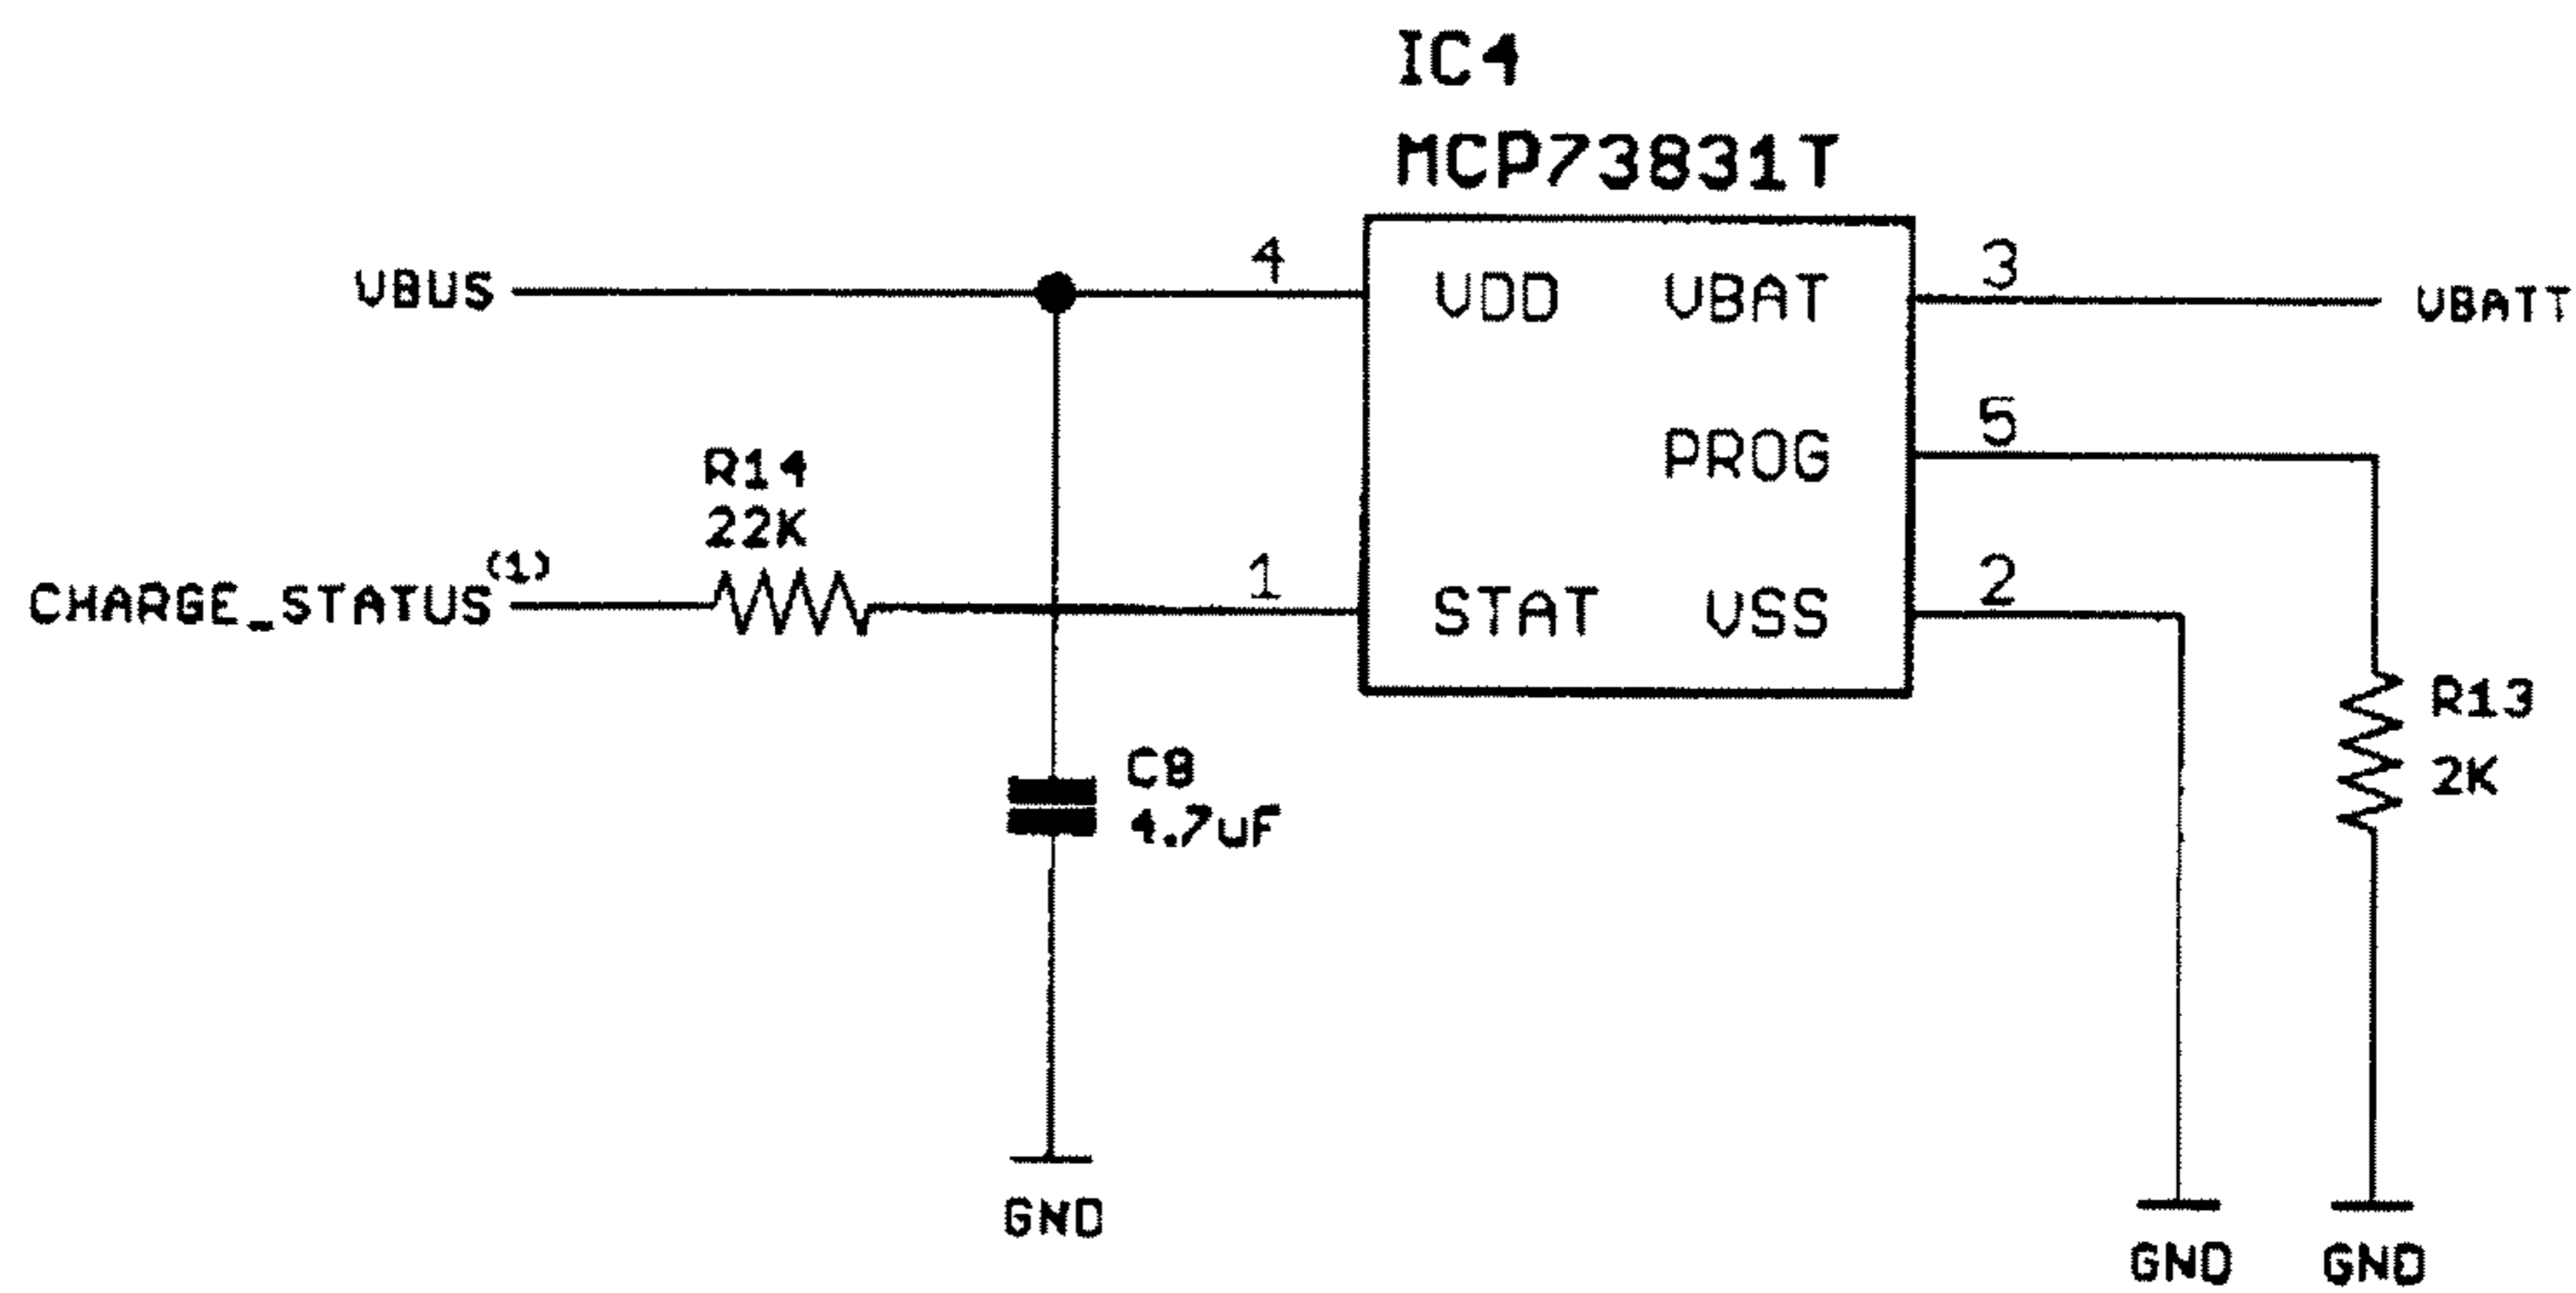 IC4
MCP73831T
VBUS
4
VDD
VBAT
3
VBATT
R14
22K
PROG
5
CHARGE_STATUS(1)
1
STAT
VSS
2
R13
2K
C8
4.7uF
GND
GND
GND